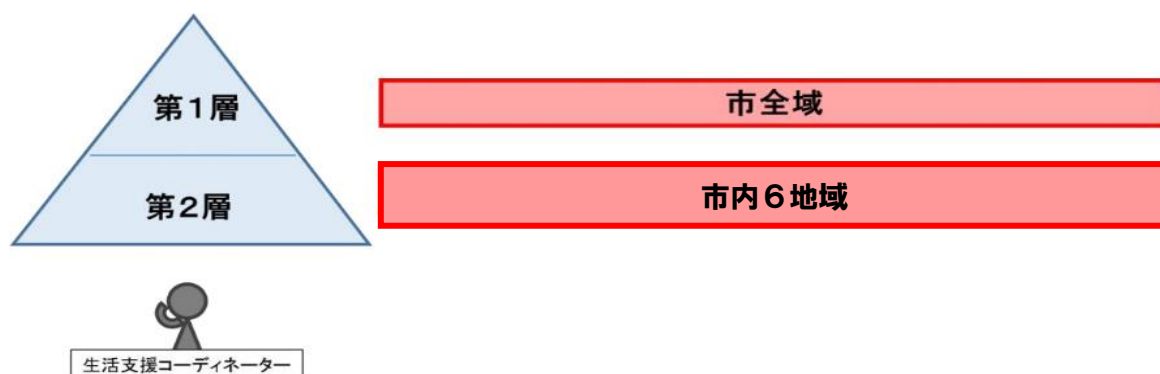 第１層
市全域
第２層
市内６地域
生活支援コーディネーター